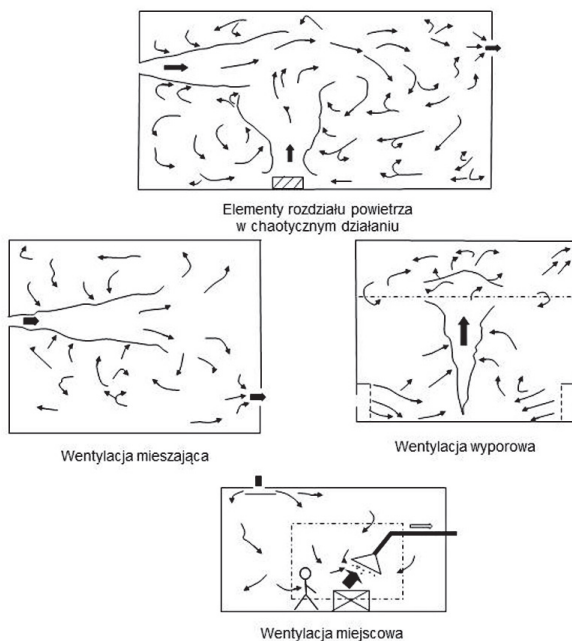 Elementy rozdziału powietrza
w chaotycznym działaniu
Wentylacja mieszająca
Wentylacja wyporowa
Wentylacja miejscowa